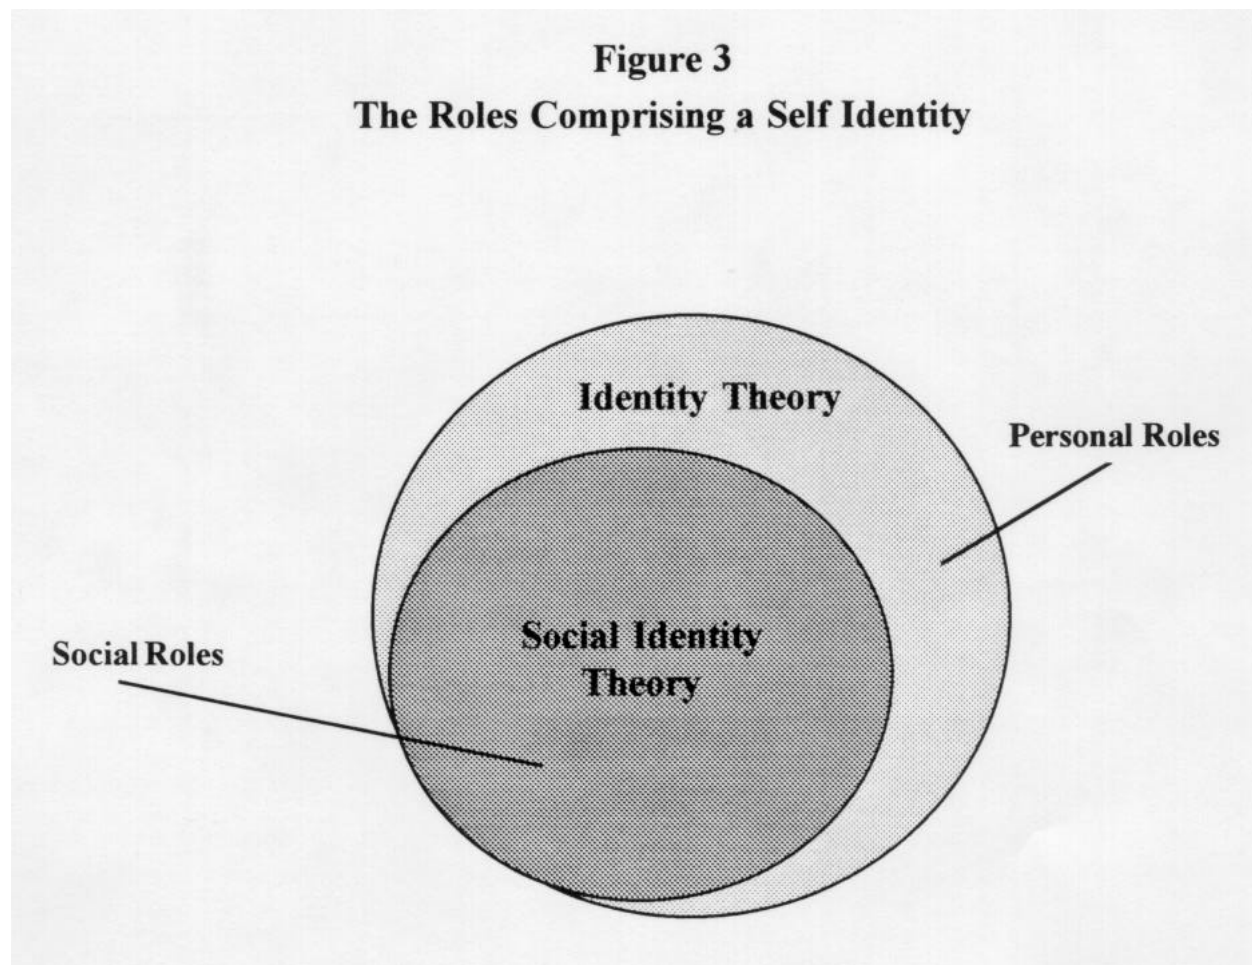 Figure 3
The Roles Comprising a Self Identity
Identity Theory
Personal Roles
Social Identity
Theory
Social Roles